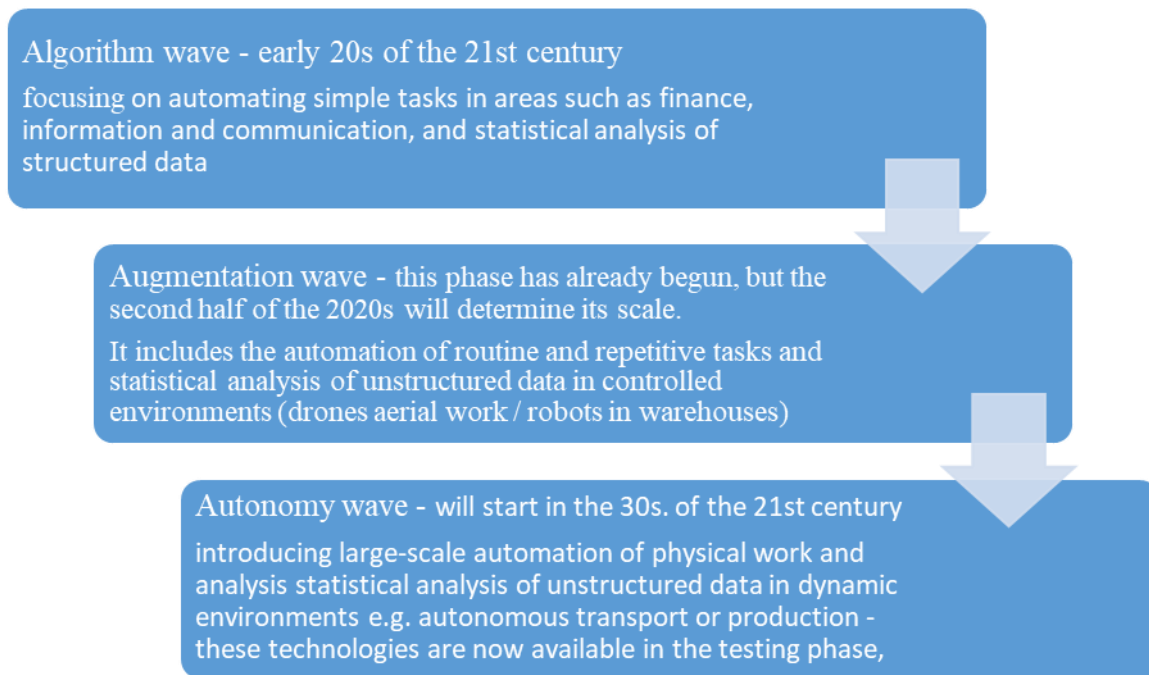 Algorithm wave - early 20s of the 21st century
focusing on automating simple tasks in areas such as finance,
information and communication, and statistical analysis of
structured data
Augmentation wave - this phase has already begun, but the
second half of the 2020s will determine its scale.
It includes the automation of routine and repetitive tasks and
statistical analysis of unstructured data in controlled
environments (drones aerial work / robots in warehouses)
Autonomy wave - will start in the 30s. of the 21st century
introducing large-scale automation of physical work and
analysis statistical analysis of unstructured data in dynamic
environments e.g. autonomous transport or production -
these technologies are now available in the testing phase,